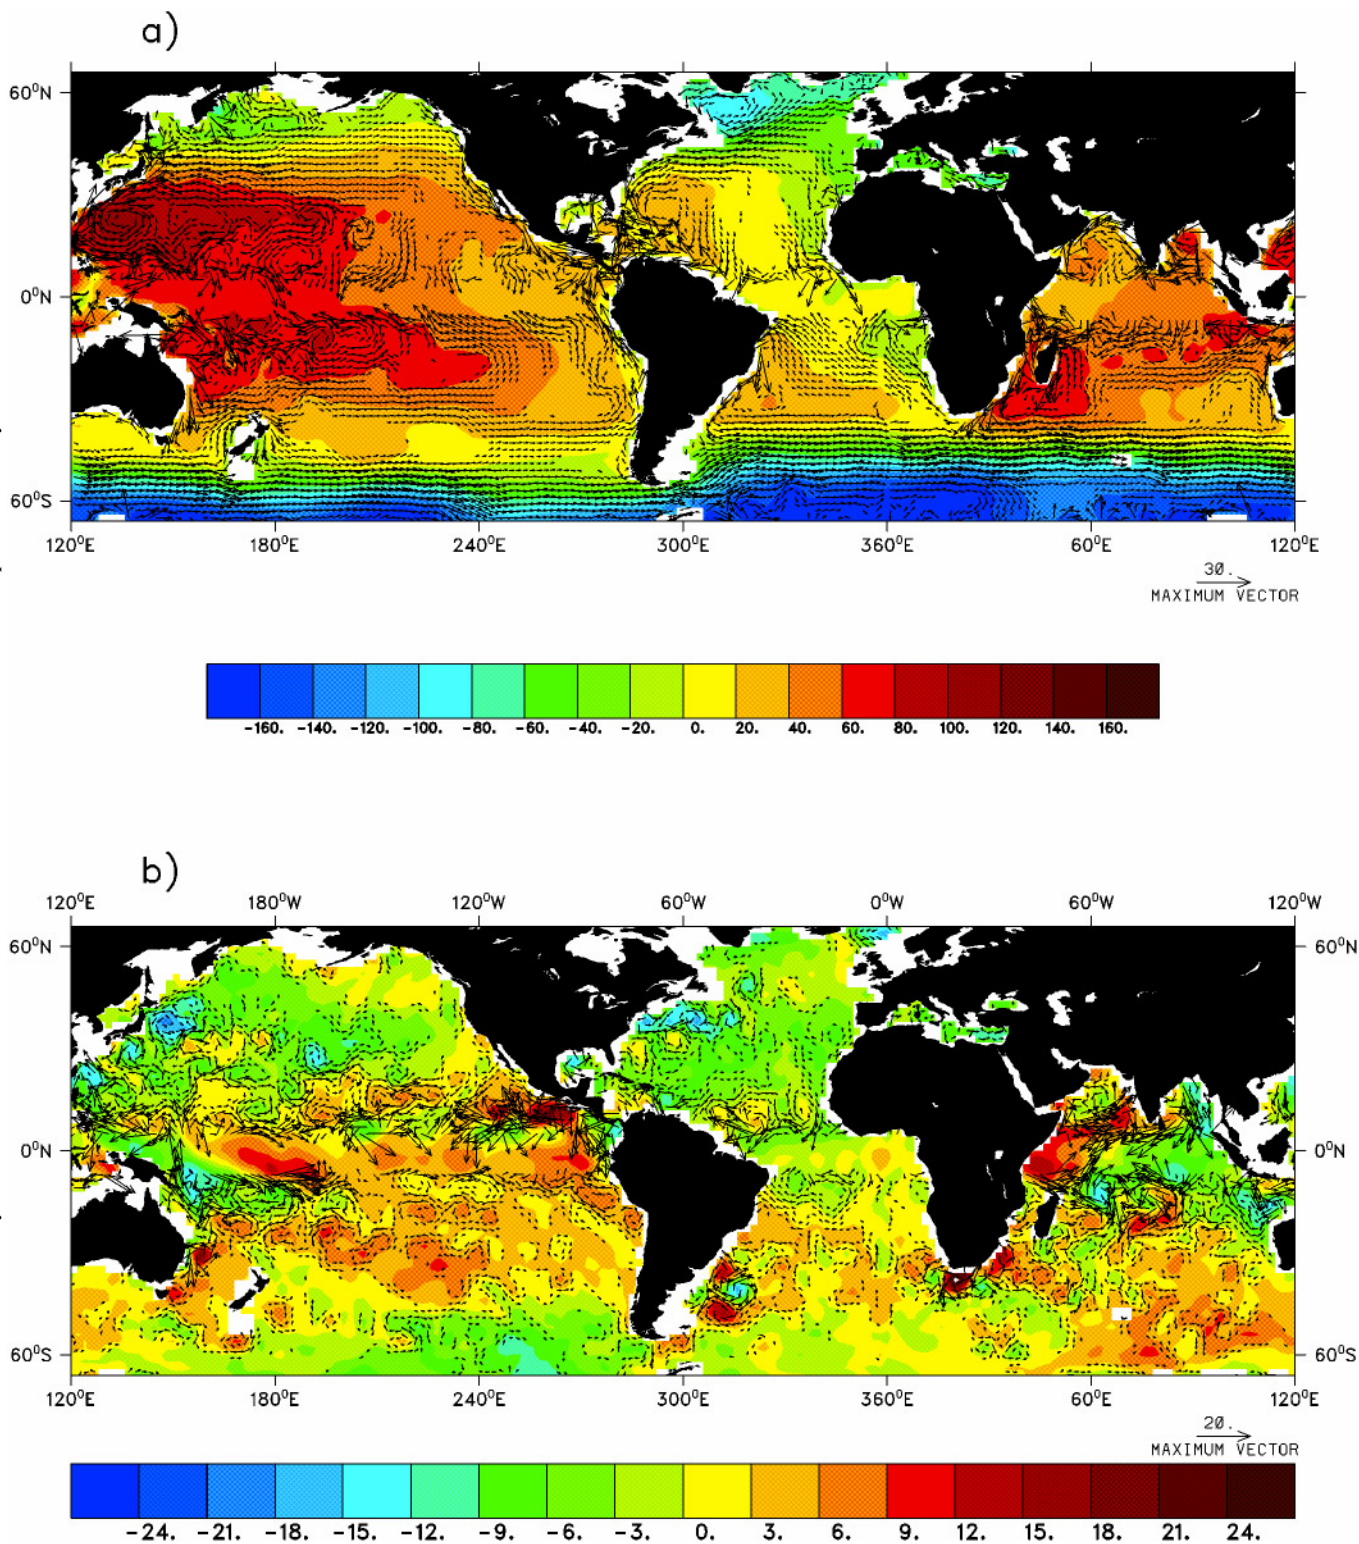 a)
60⁰N
0⁰N
60⁰S
120⁰E 180⁰E 240⁰E 300⁰E 360⁰E 60⁰E 120⁰E
30.
MAXIMUM VECTOR
-160. -140. -120. -100. -80. -60. -40. -20. 0. 20. 40. 60. 80. 100. 120. 140. 160.
b)
120⁰E 180⁰W 120⁰W 60⁰W 0⁰W 60⁰W 120⁰W
60⁰N 60⁰N
0⁰N 0⁰N
60⁰S 60⁰S
120⁰E 180⁰E 240⁰E 300⁰E 360⁰E 60⁰E 120⁰E
20.
MAXIMUM VECTOR
-24. -21. -18. -15. -12. -9. -6. -3. 0. 3. 6. 9. 12. 15. 18. 21. 24.